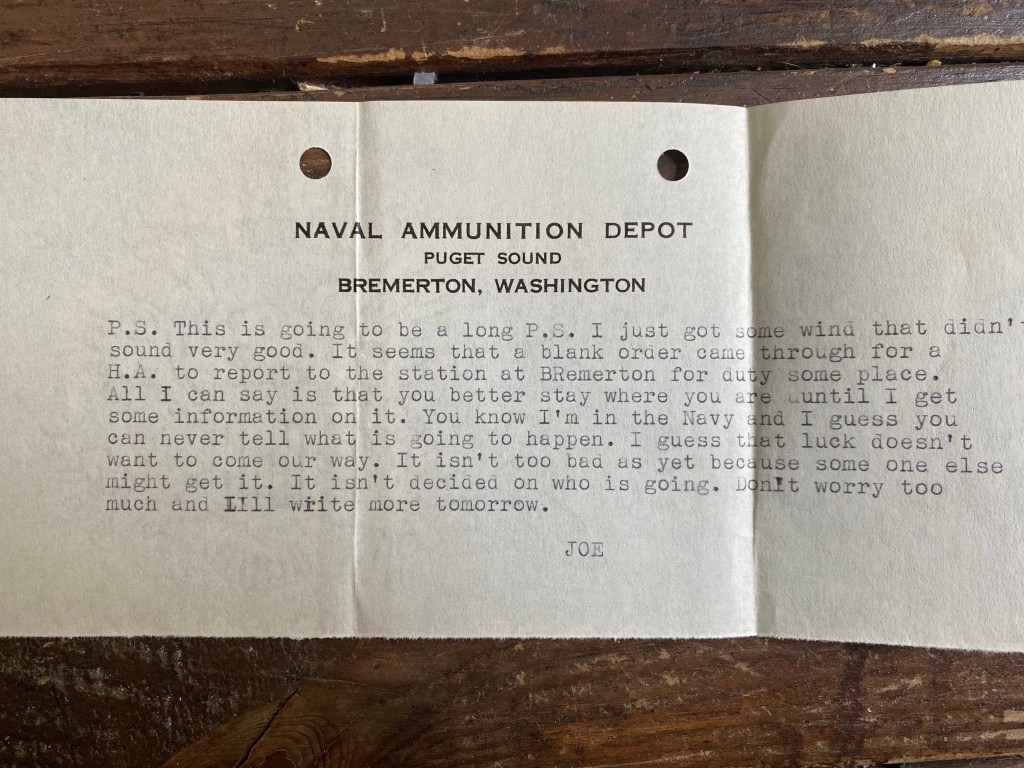 NAVAL AMMUNITION DEPOT
PUGET SOUND
BREMERTON, WASHINGTON
P.S. This is going to be a long P.S. I just got some wind that didn't
sound very good. It seems that a blank order came through for a
H.A. to report to the station at BRemerton for duty some place.
All I can say is that you better stay where you are uuntil I get
some information on it. You know I'm in the Navy and I guess you
can never tell what is going to happen. I guess that luck doesn't
want to come our way. It isn't too bad as yet because some one else
might get it. It isn't decided on who is going. DonIt worry too
much and IIll write more tomorrow.
JOE